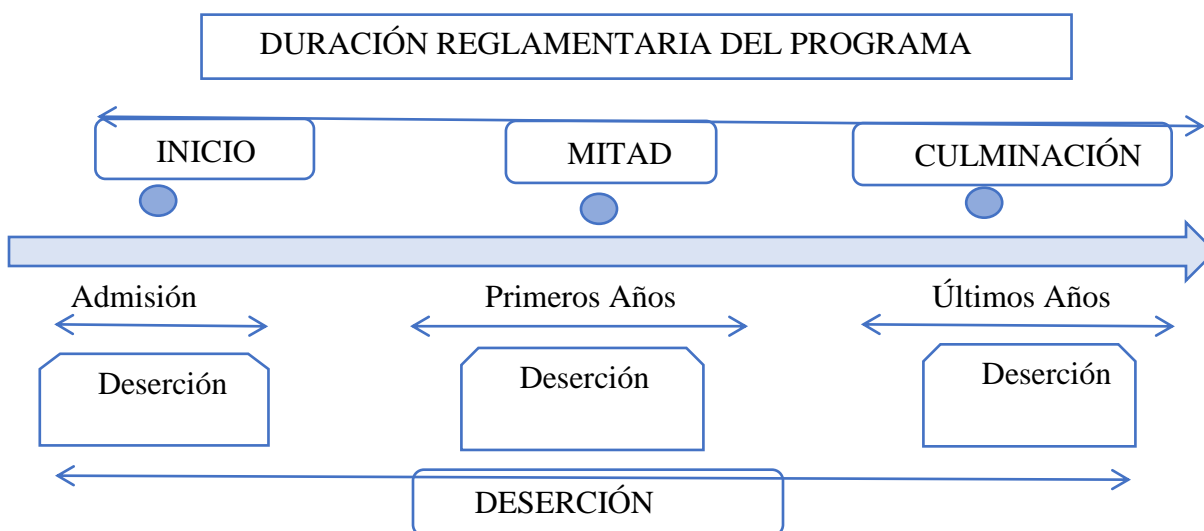 DURACIÓN REGLAMENTARIA DEL PROGRAMA
INICIO
MITAD
CULMINACIÓN
Admisión
Primeros Años
Últimos Años
Deserción
Deserción
Deserción
DESERCIÓN